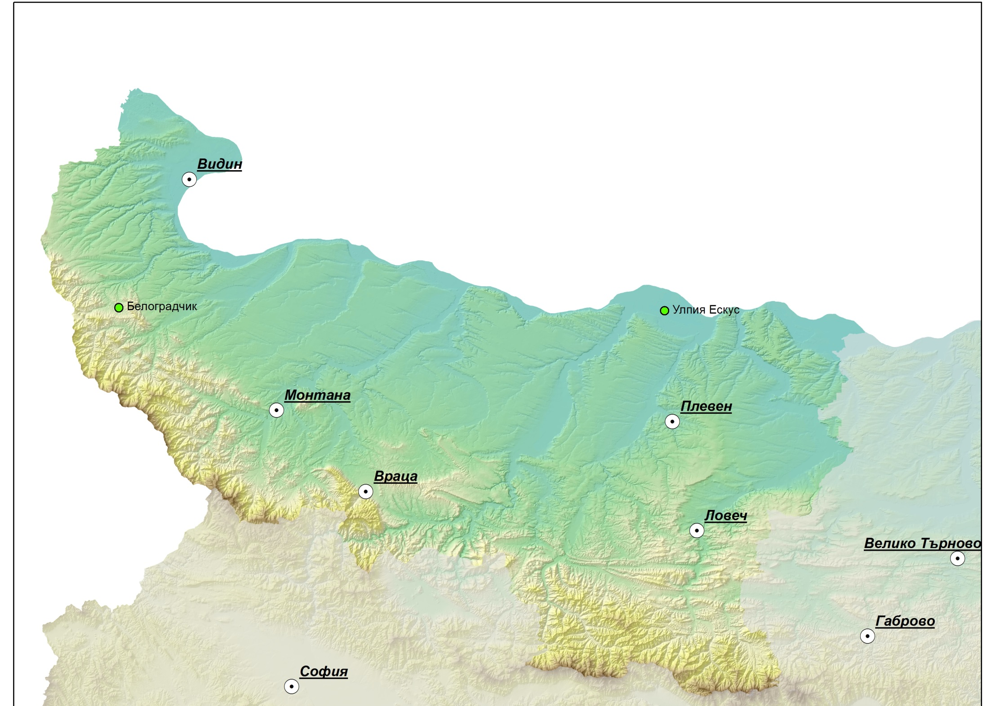 Видин
Белоградчик
Улпия Ескус
Монтана
Плевен
Враца
Ловеч
Велико Търново
Габрово
София